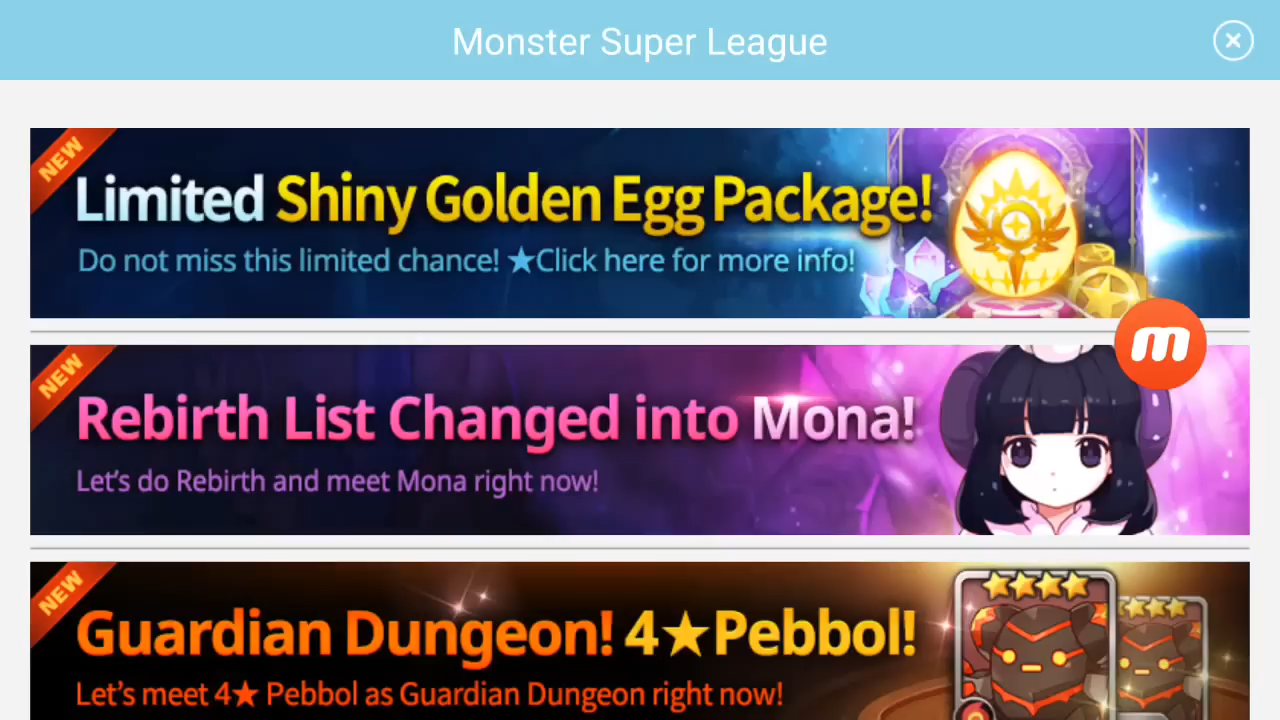 Monster Super League
NEW
Limited Shiny Golden Egg Package!
Do not miss this limited chance! ★Click here for more info!
m
NEW
Rebirth List Changed into Mona!
Let's do Rebirth and meet Mona right now!
NEW
Guardian Dungeon! 4★Pebbol!
Let's meet 4★ Pebbol as Guardian Dungeon right now!